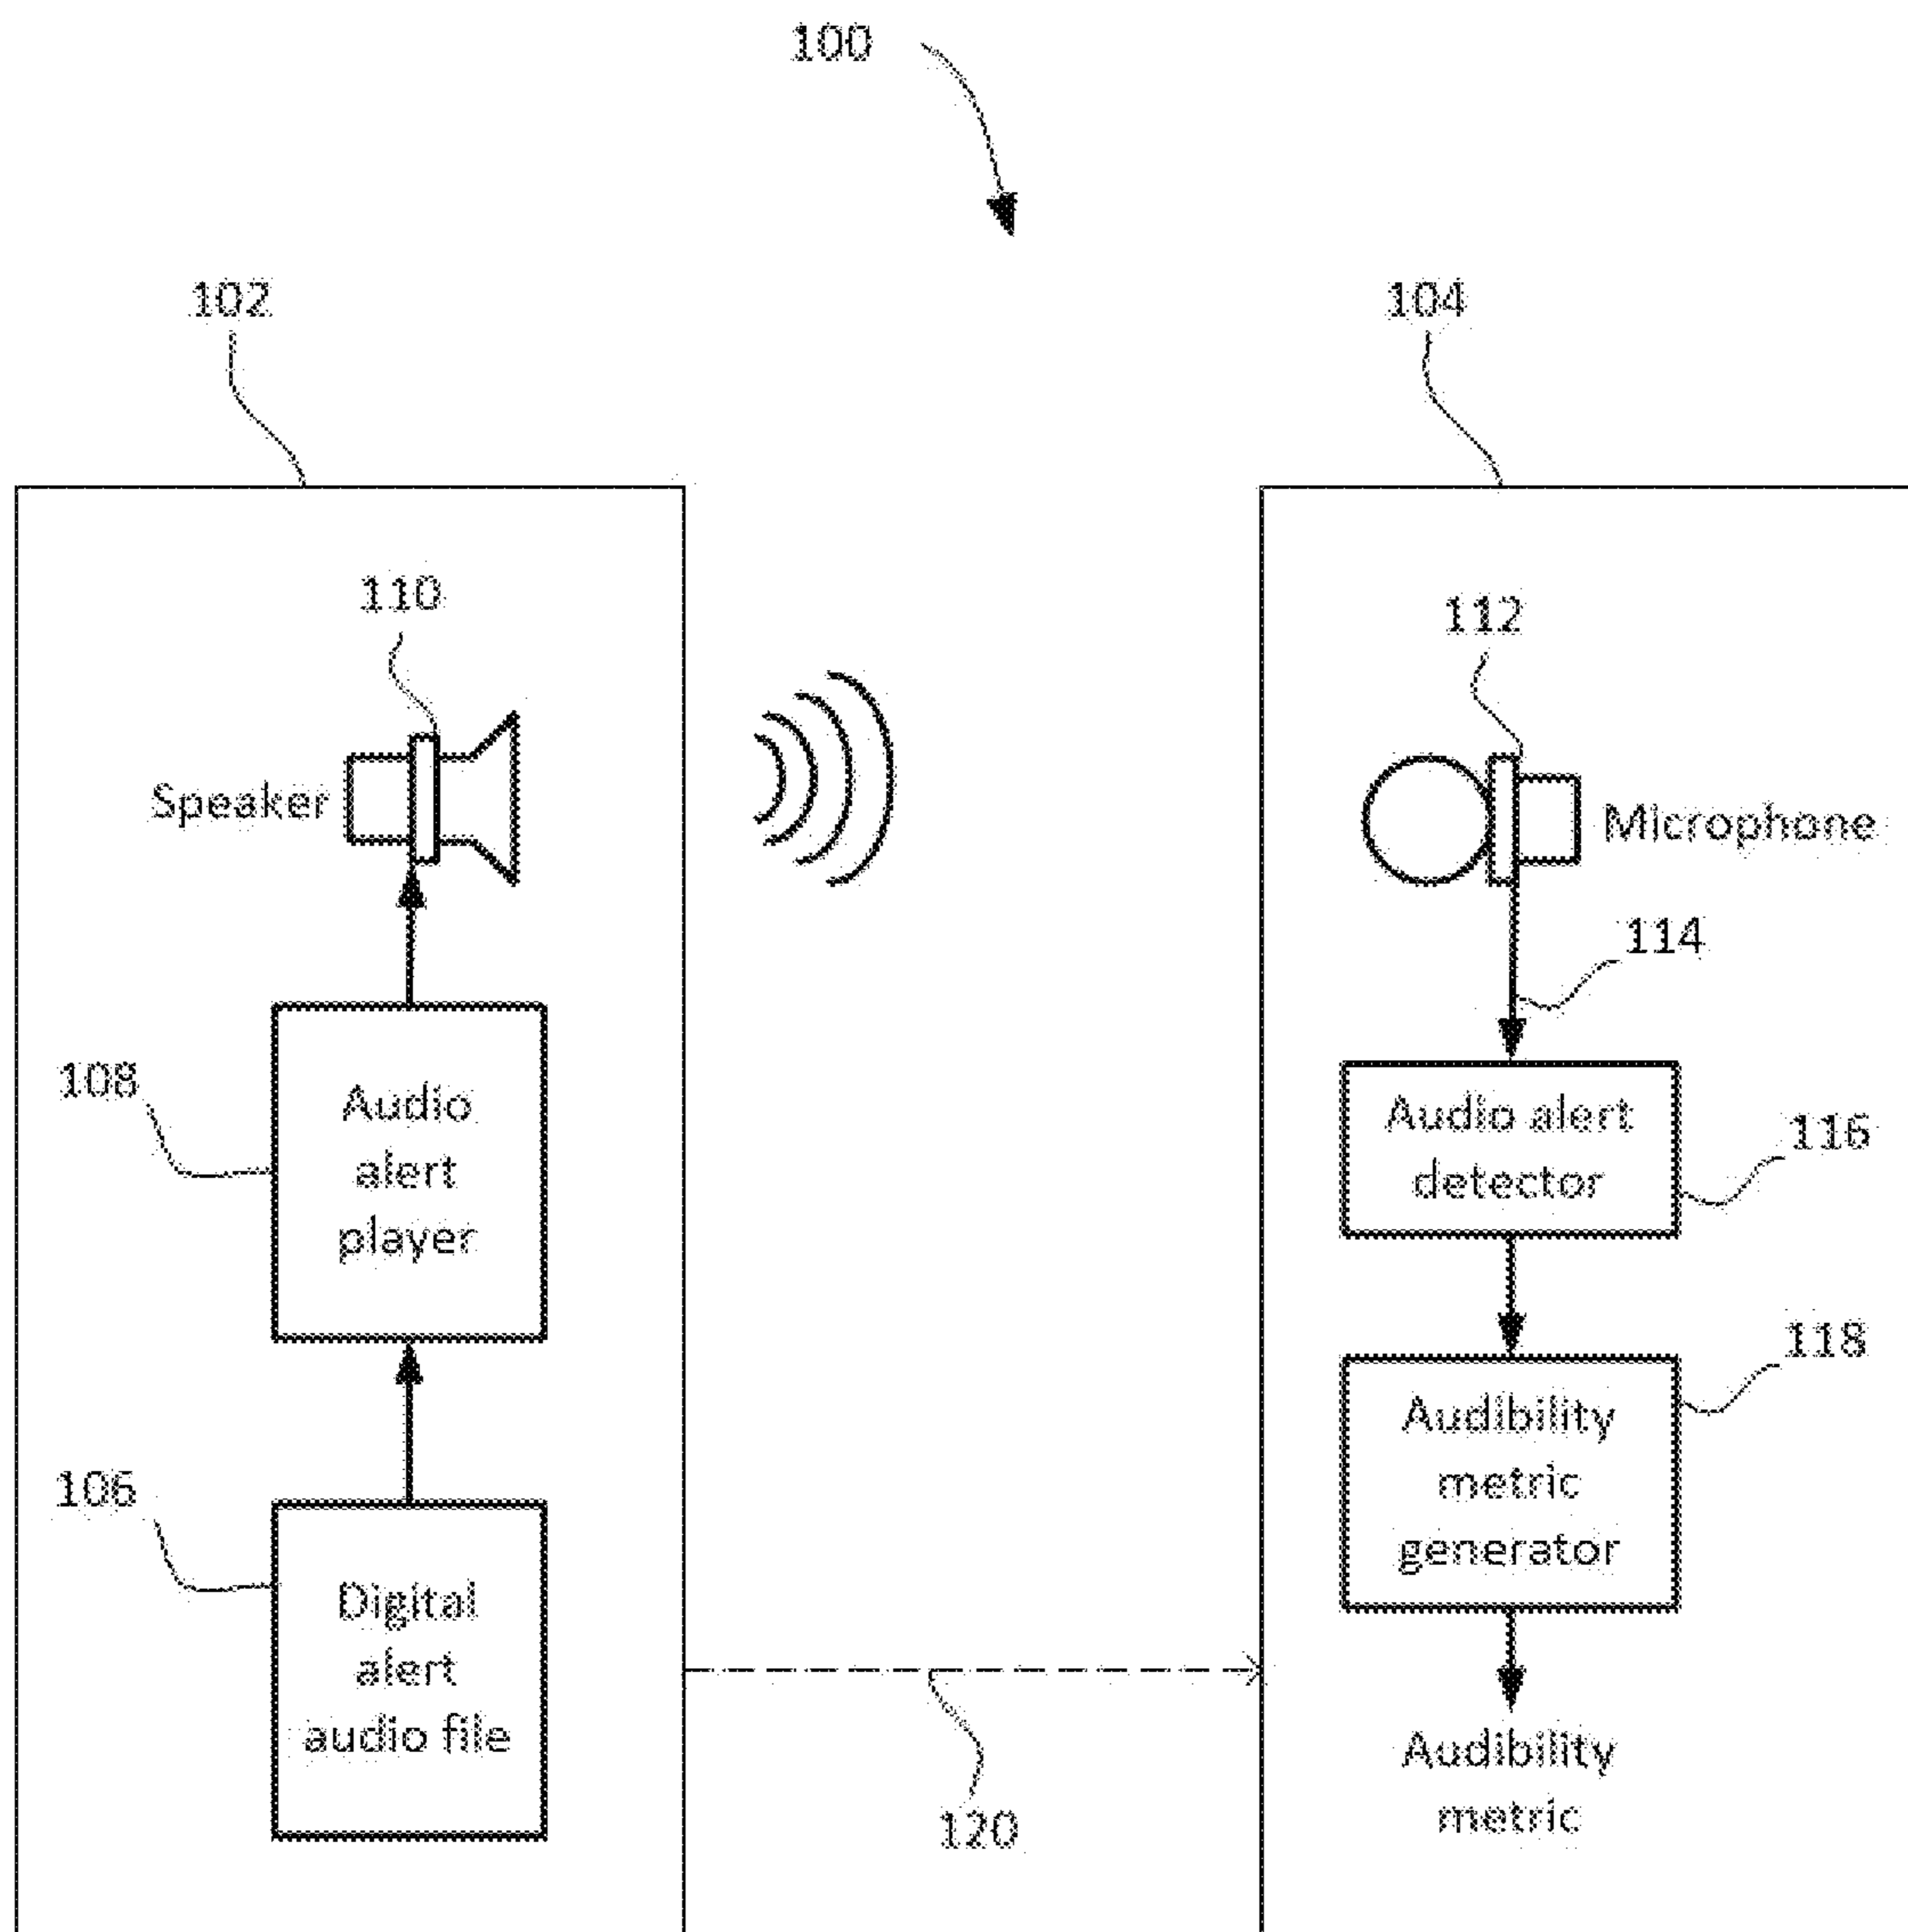 100
102
104
110
112
Speaker
Microphone
114
108
Audio
alert
player
Audio alert
detector
116
118
Audibility
metric
generator
106
Digital
alert
audio file
Audibility
metric
120